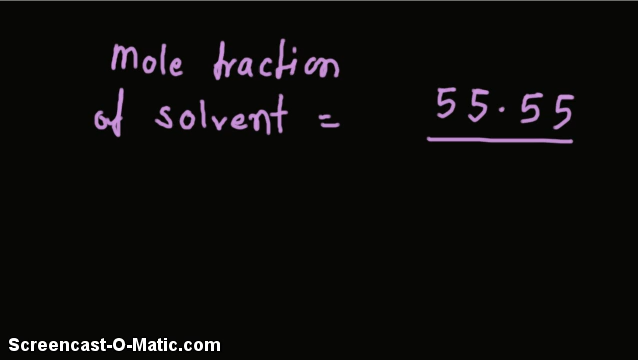 Mole fraction
of solvent = 55.55
Screencast-O-Matic.com